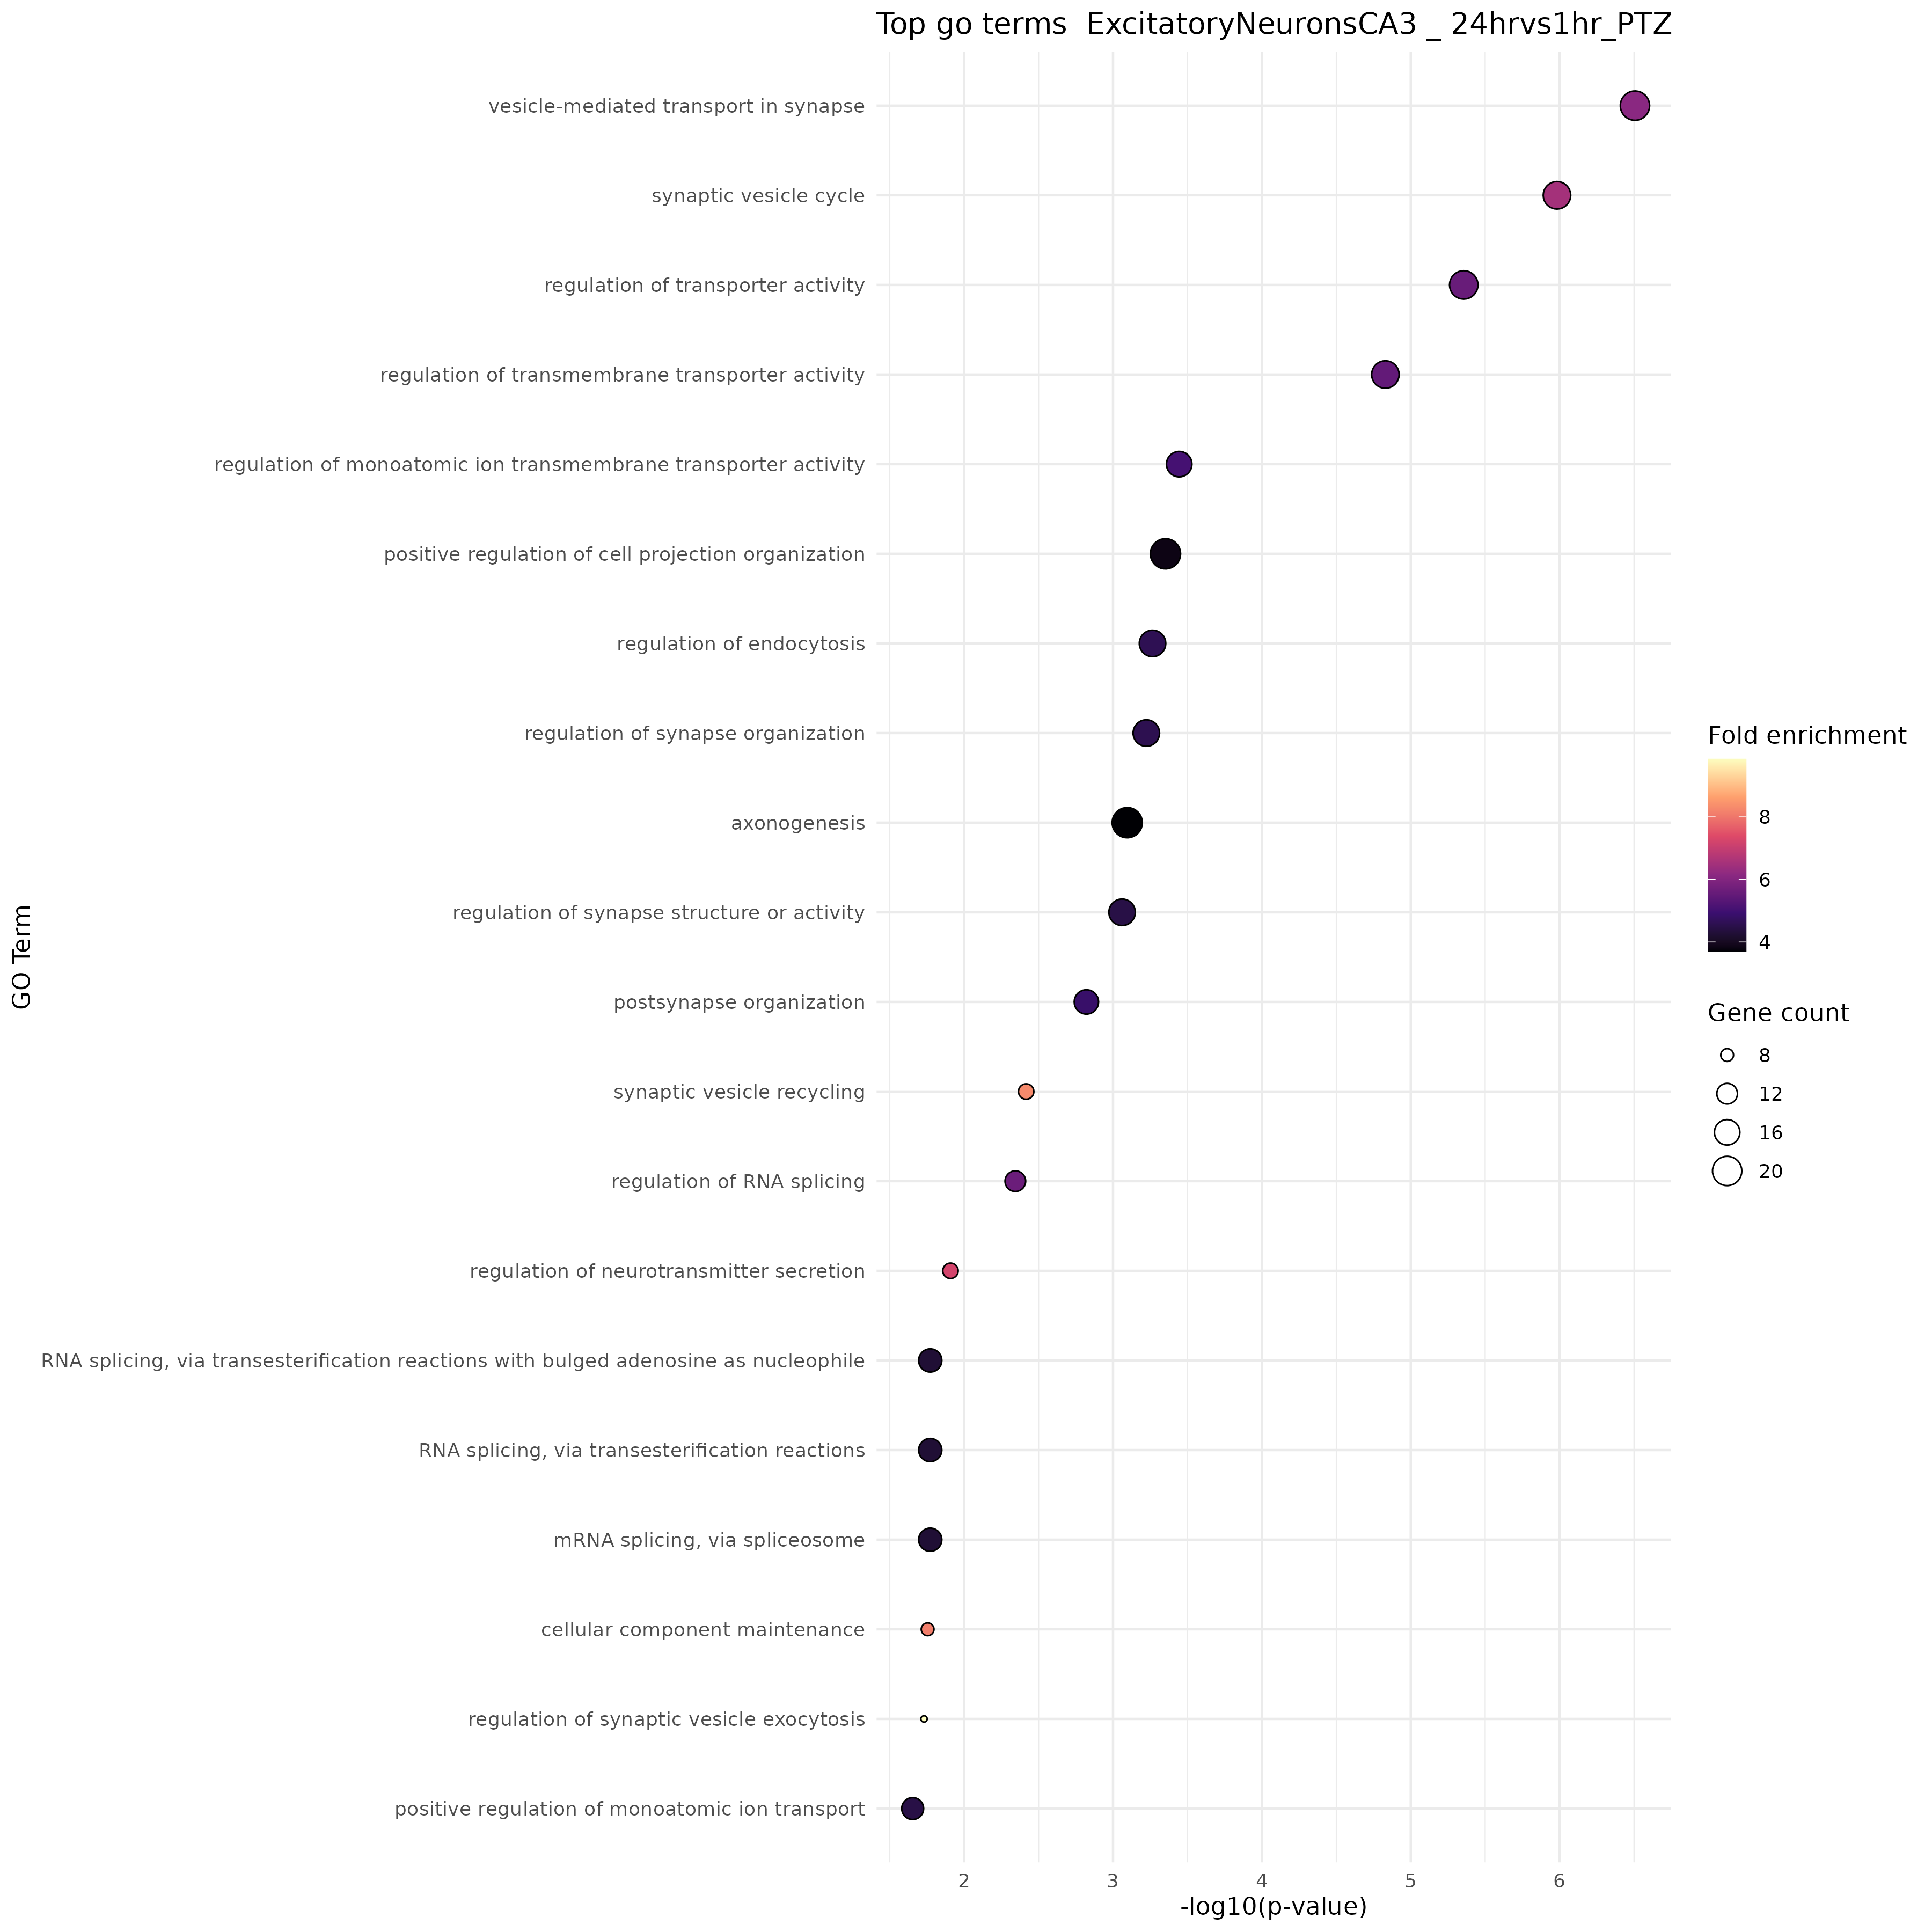 Top go terms  ExcitatoryNeuronsCA3 _ 24hrvs1hr_PTZ
GO Term
vesicle-mediated transport in synapse
synaptic vesicle cycle
regulation of transporter activity
regulation of transmembrane transporter activity
regulation of monoatomic ion transmembrane transporter activity
positive regulation of cell projection organization
regulation of endocytosis
regulation of synapse organization
axonogenesis
regulation of synapse structure or activity
postsynapse organization
synaptic vesicle recycling
regulation of RNA splicing
regulation of neurotransmitter secretion
RNA splicing, via transesterification reactions with bulged adenosine as nucleophile
RNA splicing, via transesterification reactions
mRNA splicing, via spliceosome
cellular component maintenance
regulation of synaptic vesicle exocytosis
positive regulation of monoatomic ion transport
2 3 4 5 6
-log10(p-value)
Fold enrichment
8
6
4
Gene count
8
12
16
20